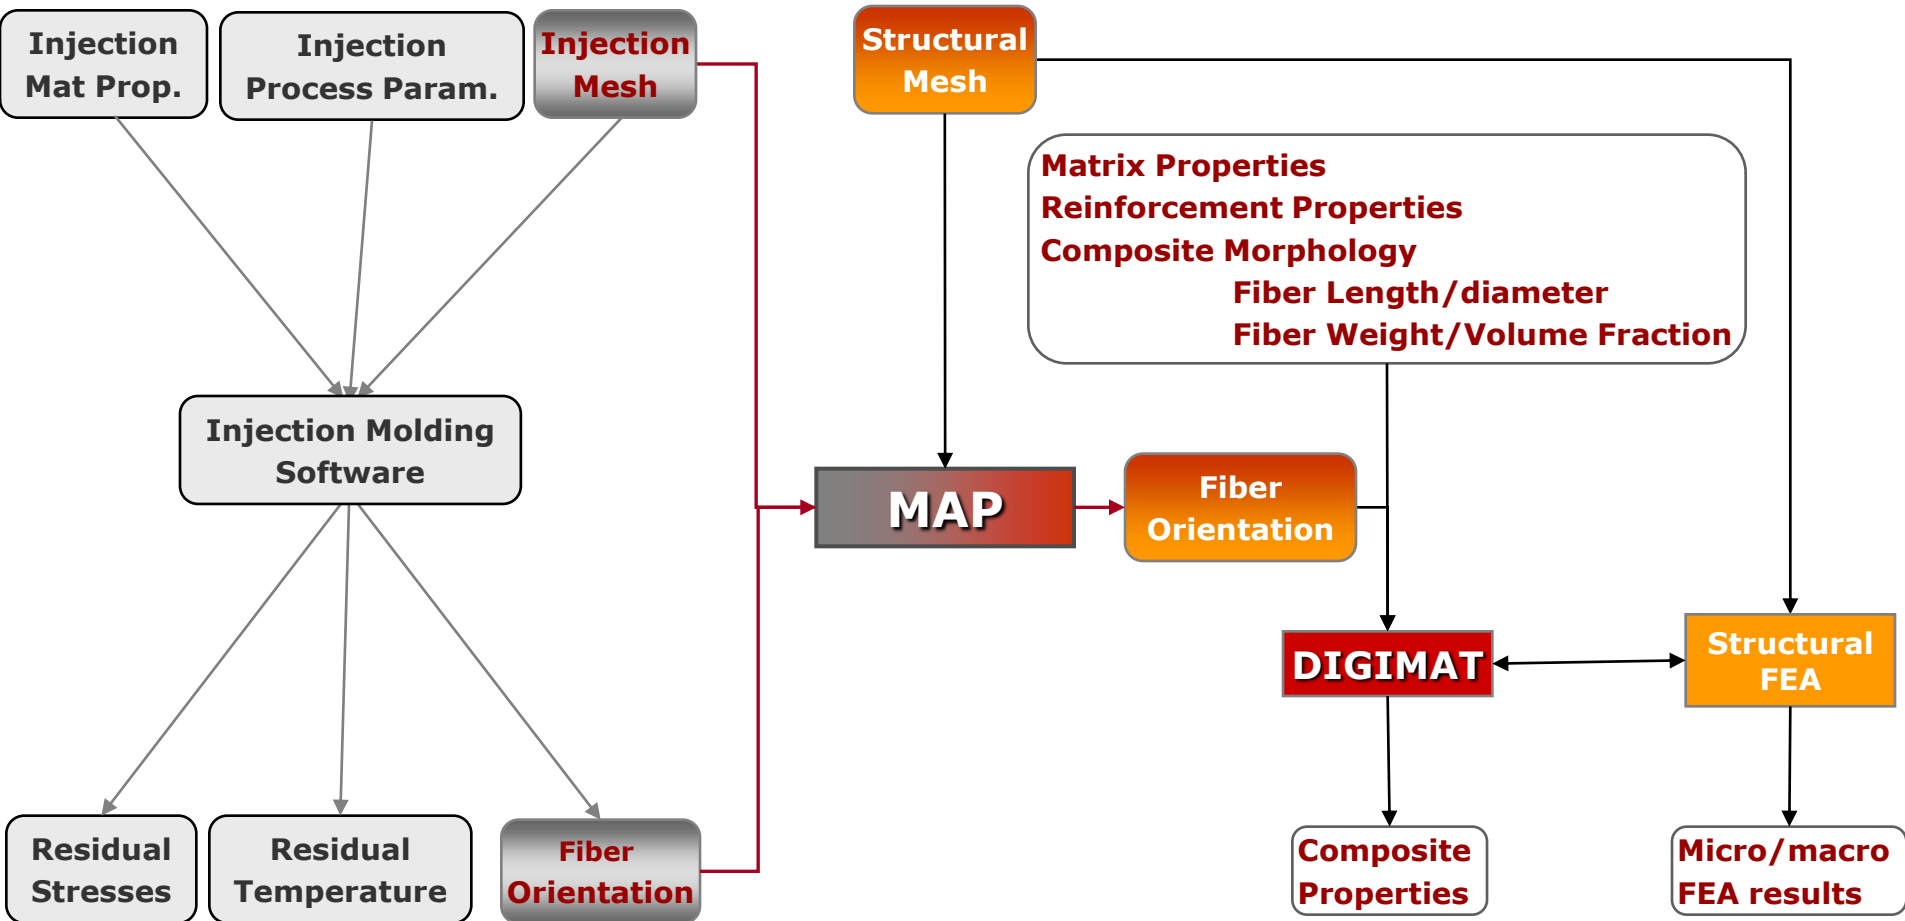 Injection
Mat Prop.
Injection
Process Param.
Injection
Mesh
Structural
Mesh
Matrix Properties
Reinforcement Properties
Composite Morphology
Fiber Length/diameter
Fiber Weight/Volume Fraction
Injection Molding
Software
MAP
Fiber
Orientation
DIGIMAT
Structural
FEA
Residual
Stresses
Residual
Temperature
Fiber
Orientation
Composite
Properties
Micro/macro
FEA results